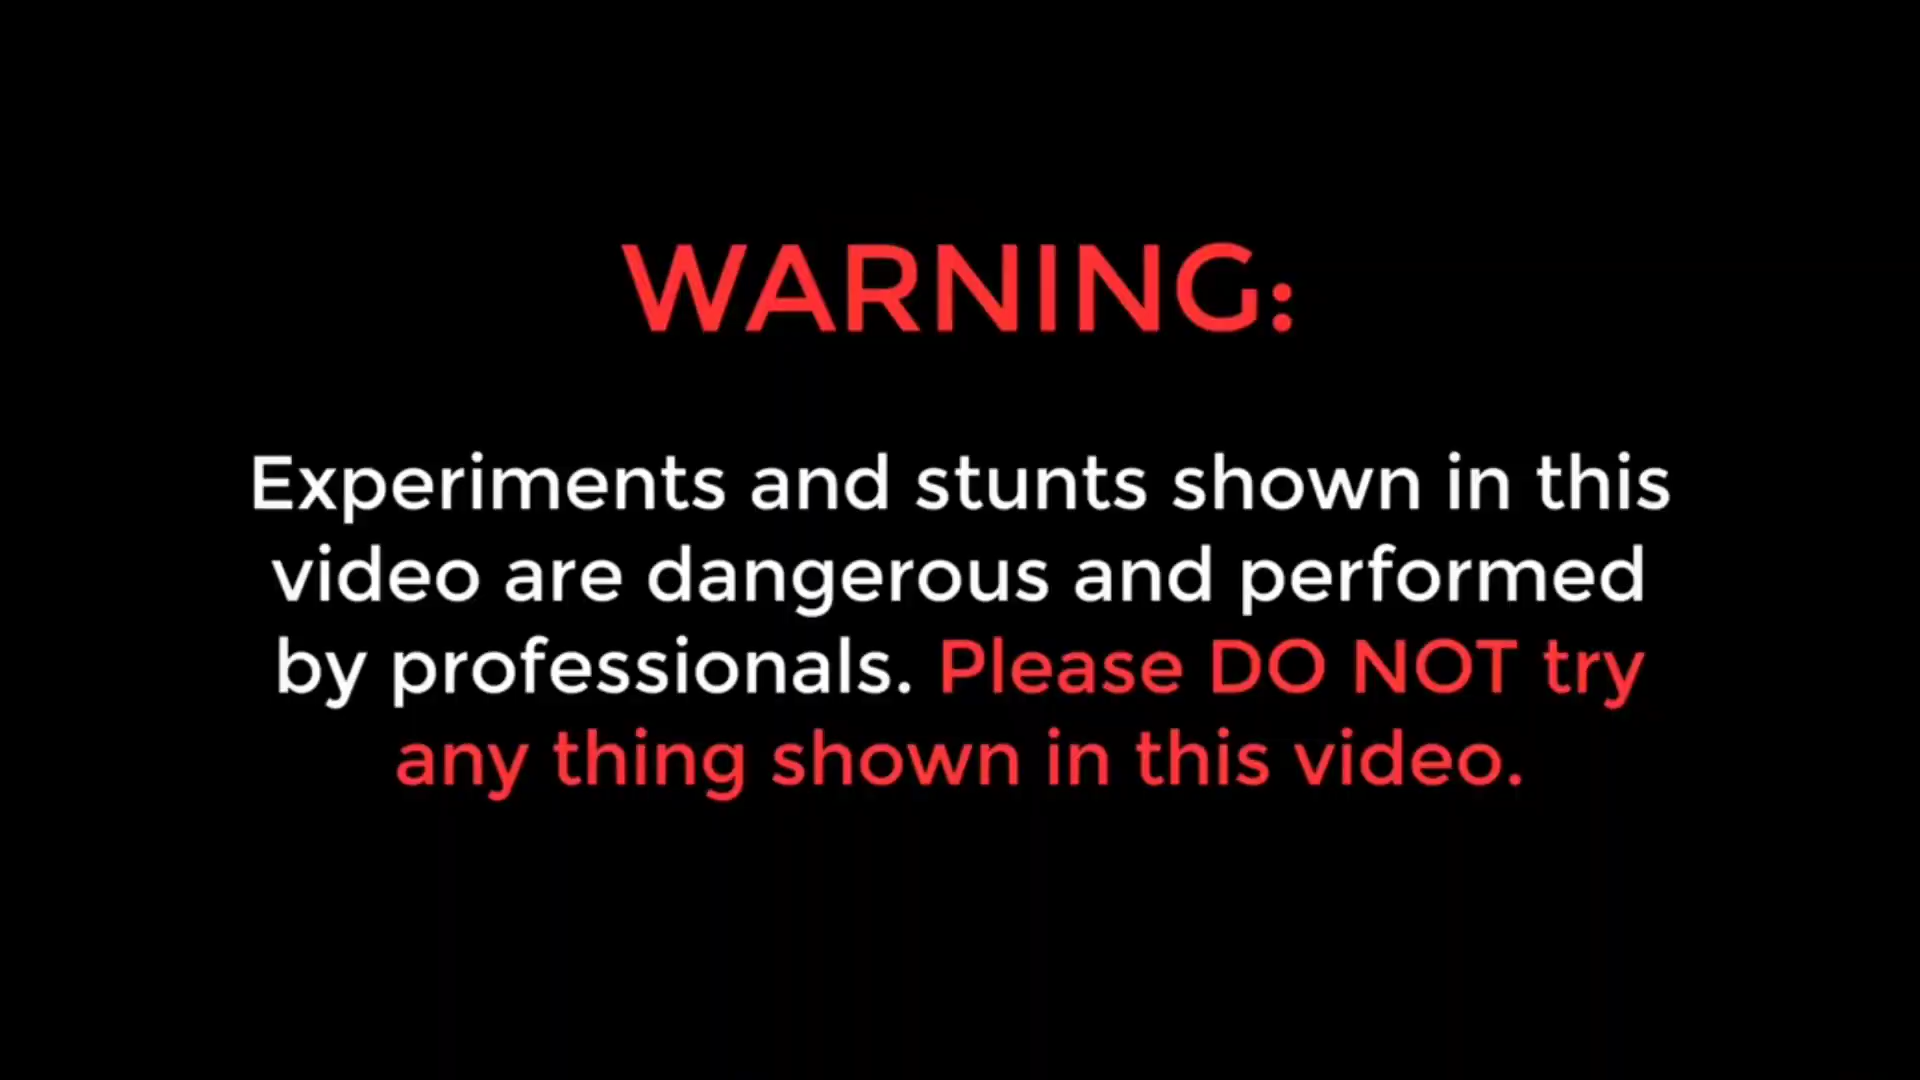 WARNING:
Experiments and stunts shown in this
video are dangerous and performed
by professionals. Please DO NOT try
any thing shown in this video.